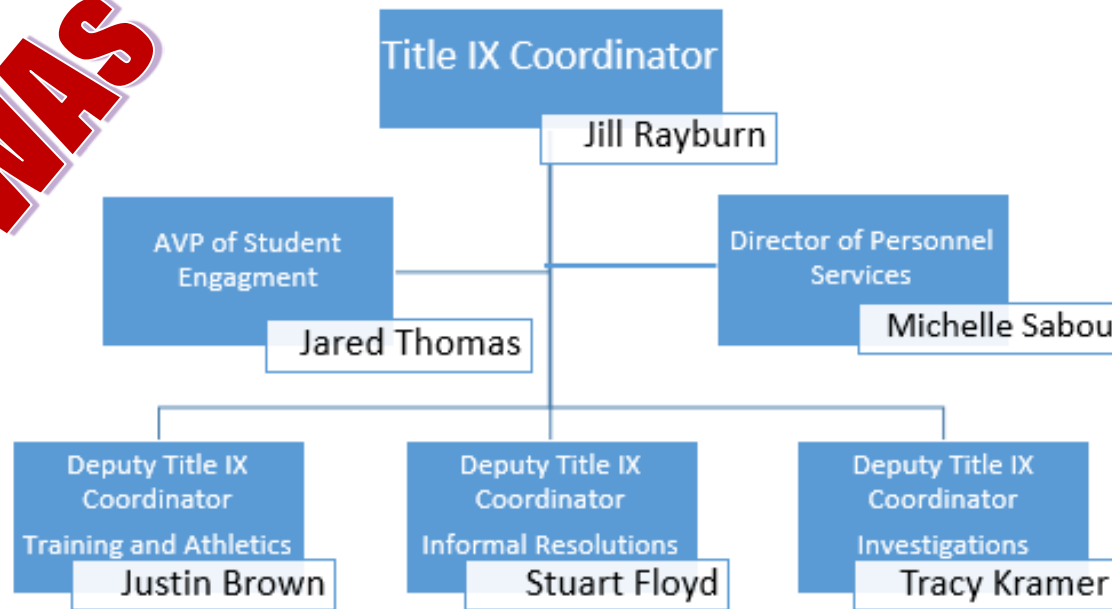 WAS
Title IX Coordinator
Jill Rayburn
AVP of Student
Engagment
Jared Thomas
Director of Personnel
Services
Michelle Sabou
Deputy Title IX
Coordinator
Training and Athletics
Justin Brown
Deputy Title IX
Coordinator
Informal Resolutions
Stuart Floyd
Deputy Title IX
Coordinator
Investigations
Tracy Kramer